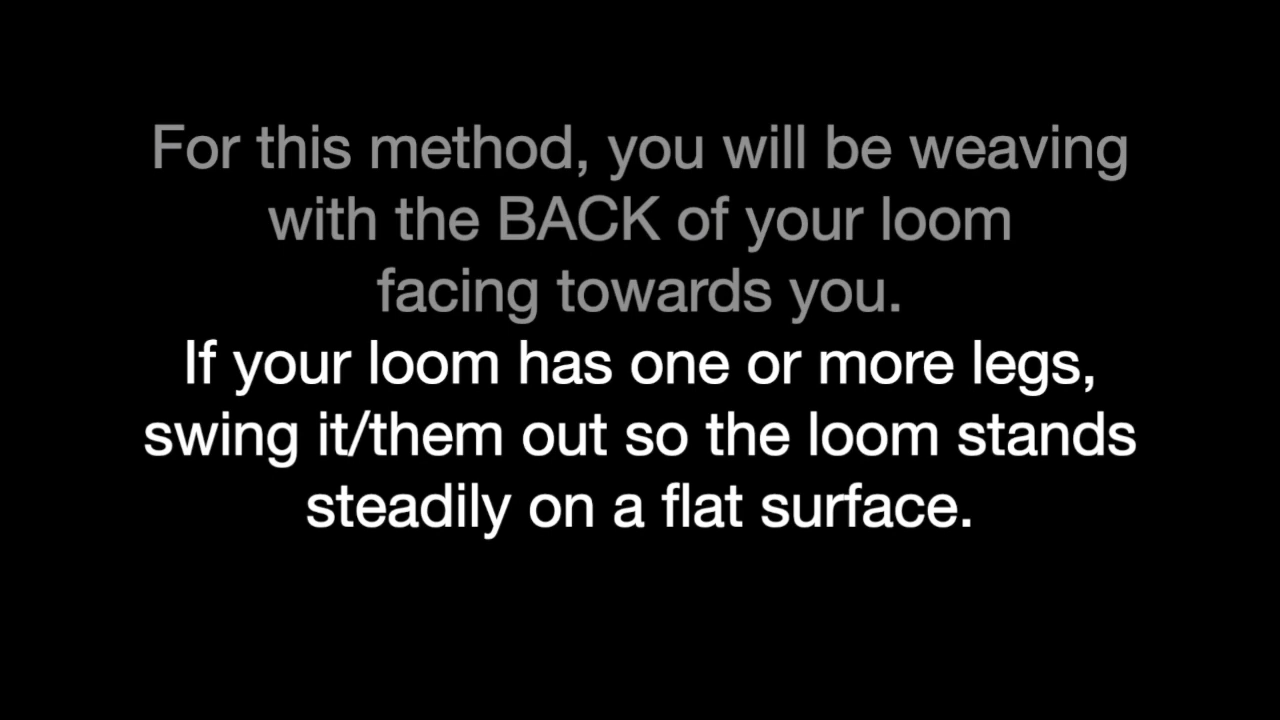 For this method, you will be weaving
with the BACK of your loom
facing towards you.
If your loom has one or more legs,
swing it/them out so the loom stands
steadily on a flat surface.